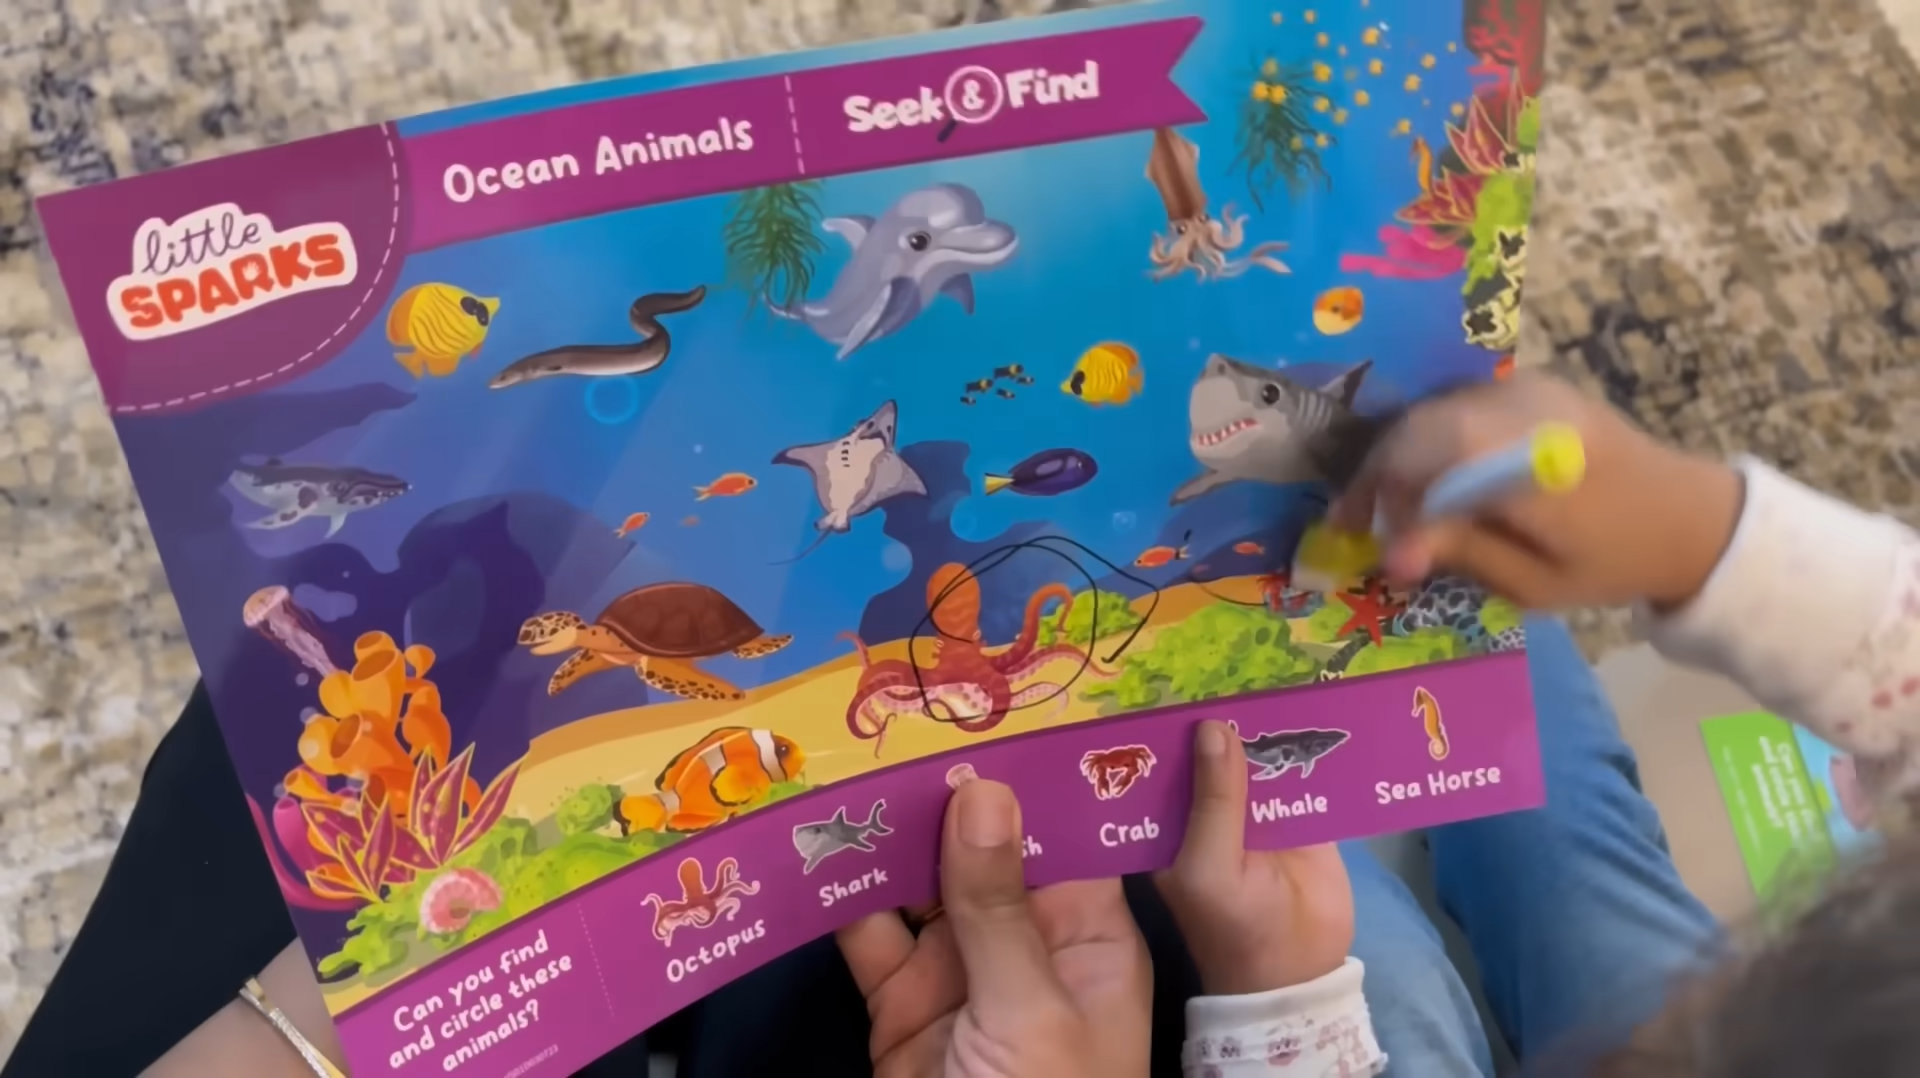 Ocean Animals
Seek & Find
little
SPARKS
Octopus
Shark
sh
Crab
Whale
Sea Horse
Can you find
and circle these
animals?